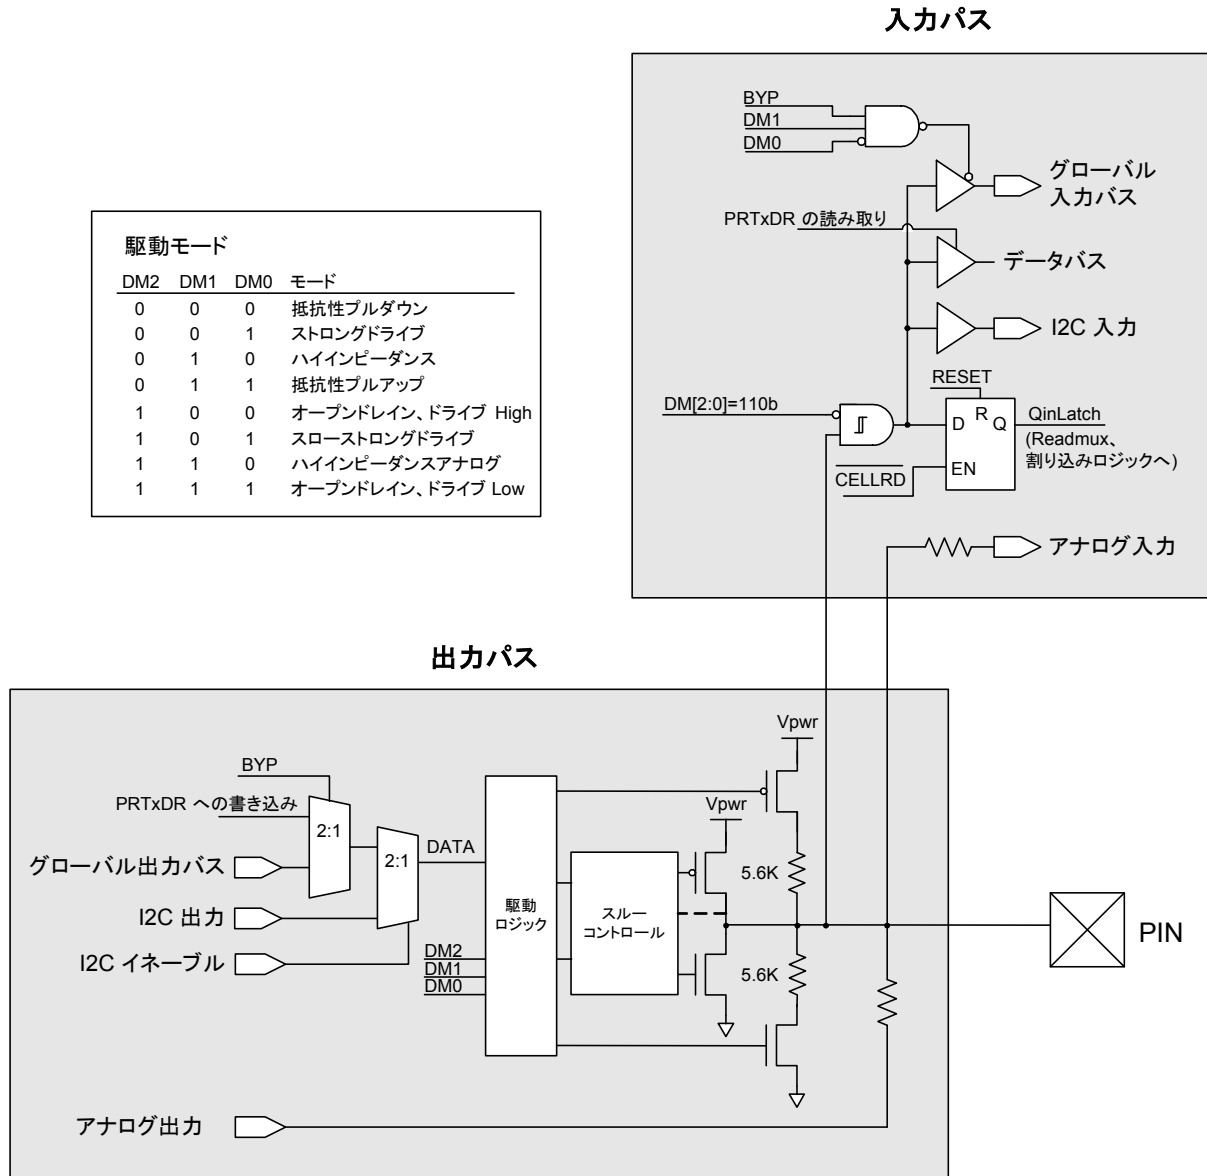 入力パス
BYP
DM1
DM0
グローバル
入力バス
PRTxDR の読み取り
データバス
I2C 入力
RESET
DM[2:0]=110b
D
R
Q
EN
QinLatch
(Readmux、
割り込みロジックへ)
CELLRD
アナログ入力
駆動モード
DM2 DM1 DM0 モード
0 0 0 抵抗性プルダウン
0 0 1 ストロングドライブ
0 1 0 ハイインピーダンス
0 1 1 抵抗性プルアップ
1 0 0 オープンドレイン、ドライブ High
1 0 1 スローストロングドライブ
1 1 0 ハイインピーダンスアナログ
1 1 1 オープンドレイン、ドライブ Low
出力パス
BYP
PRTxDR への書き込み
2:1
グローバル出力バス
2:1
DATA
I2C 出力
I2C イネーブル
DM2
DM1
DM0
駆動
ロジック
スルー
コントロール
Vpwr
Vpwr
5.6K
5.6K
PIN
アナログ出力